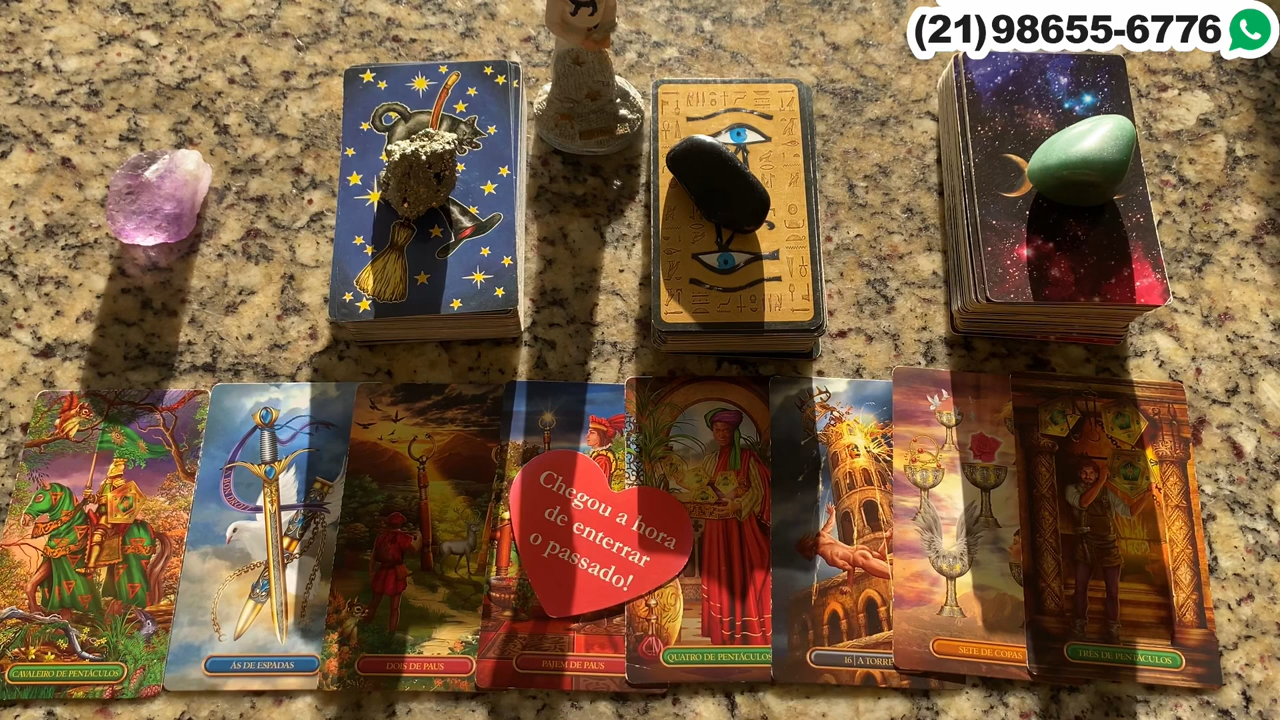 (21)98655-6776
Chegou a hora
de enterrar
o passado!
CAVALEIRO DE PENTÁCULOS
ÁS DE ESPADAS
DOIS DE PAUS
PAJEM DE PAUS
QUATRO DE PENTÁCULOS
16 | A TORRE
SETE DE COPAS
TRÊS DE PENTÁCULOS